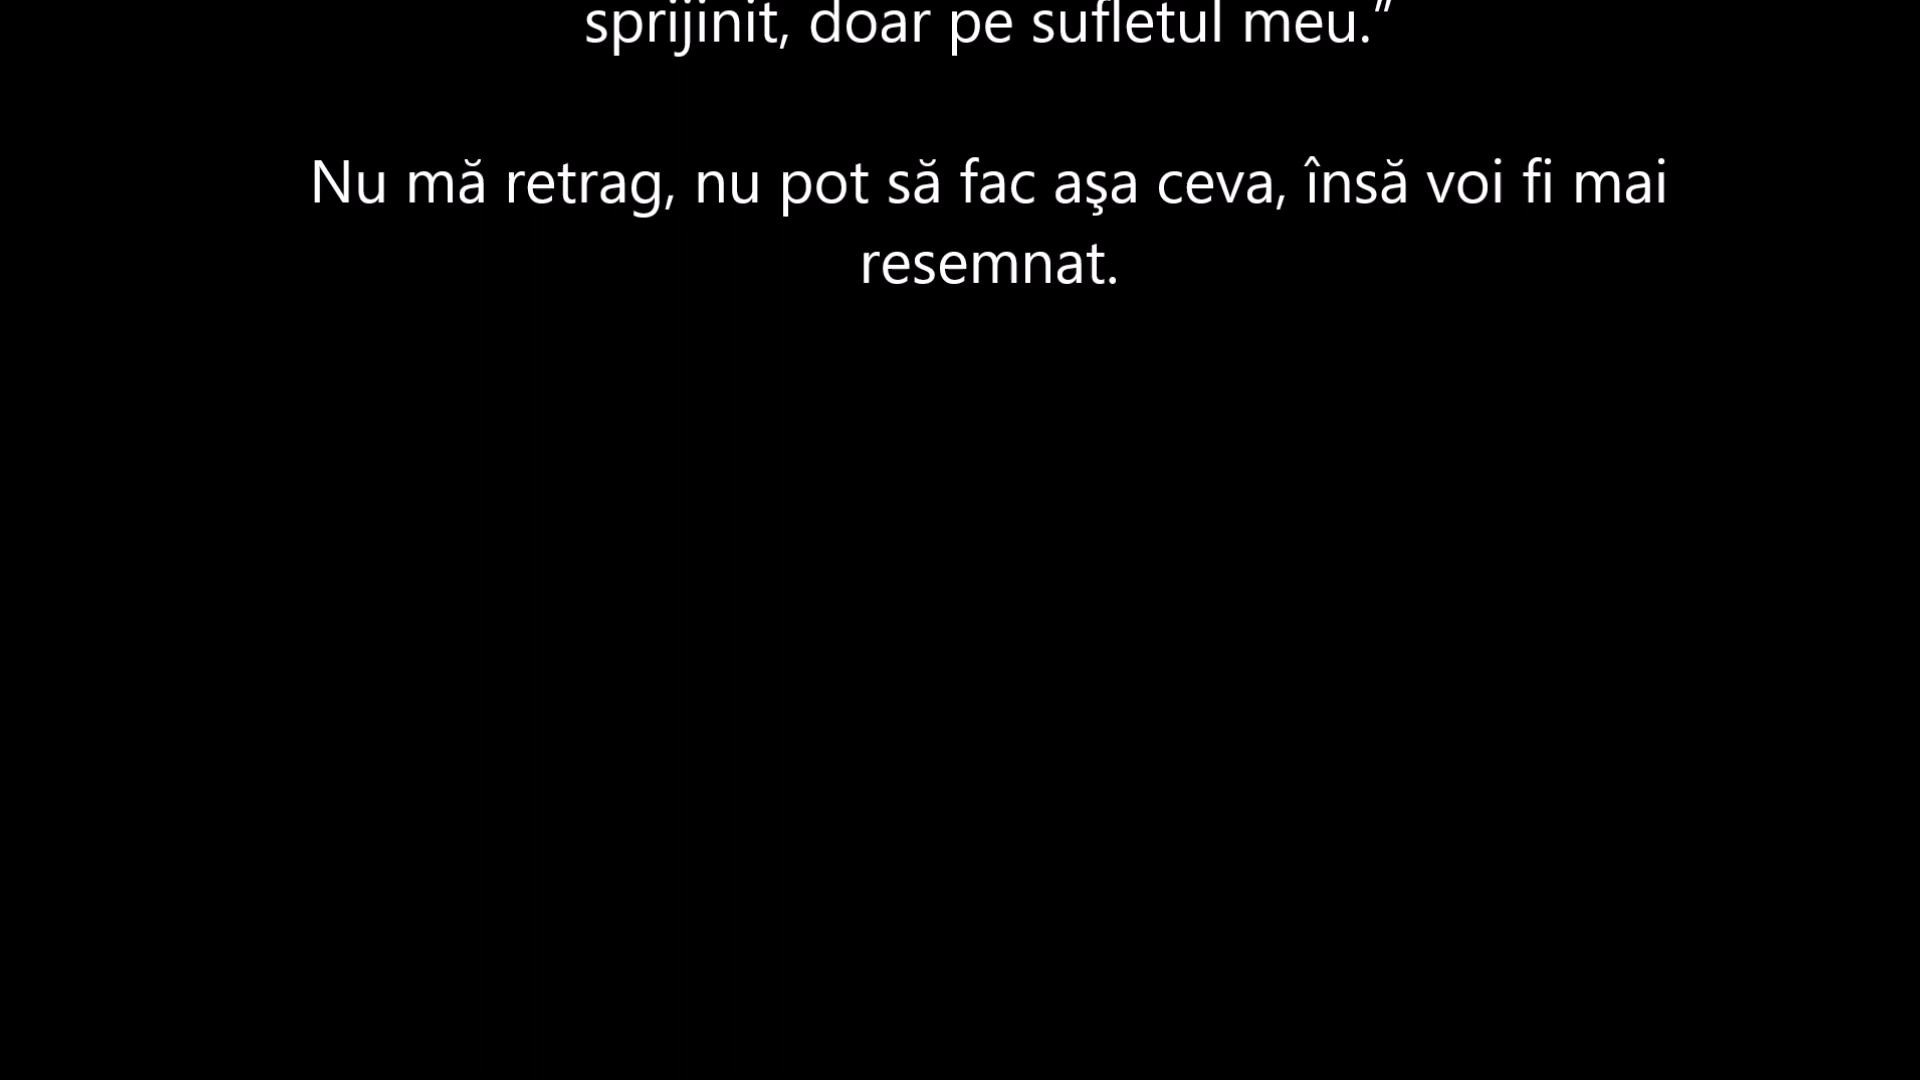 sprijinit, doar pe sufletul meu.”
Nu mă retrag, nu pot să fac aşa ceva, însă voi fi mai
resemnat.